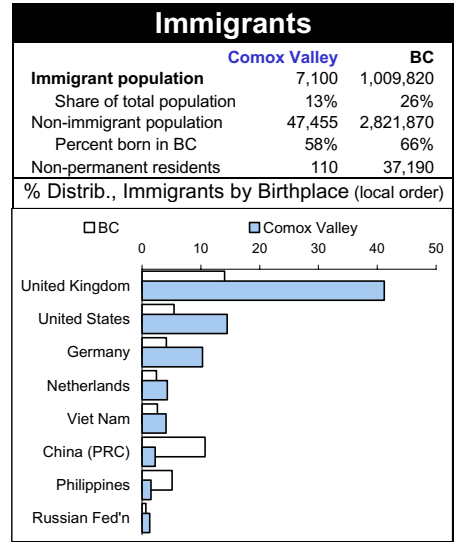 Immigrants
Comox Valley BC
Immigrant population 7,100 1,009,820
Share of total population 13% 26%
Non-immigrant population 47,455 2,821,870
Percent born in BC 58% 66%
Non-permanent residents 110 37,190
% Distrib., Immigrants by Birthplace (local order)
BC Comox Valley
0 10 20 30 40 50
United Kingdom
United States
Germany
Netherlands
Viet Nam
China (PRC)
Philippines
Russian Fed'n